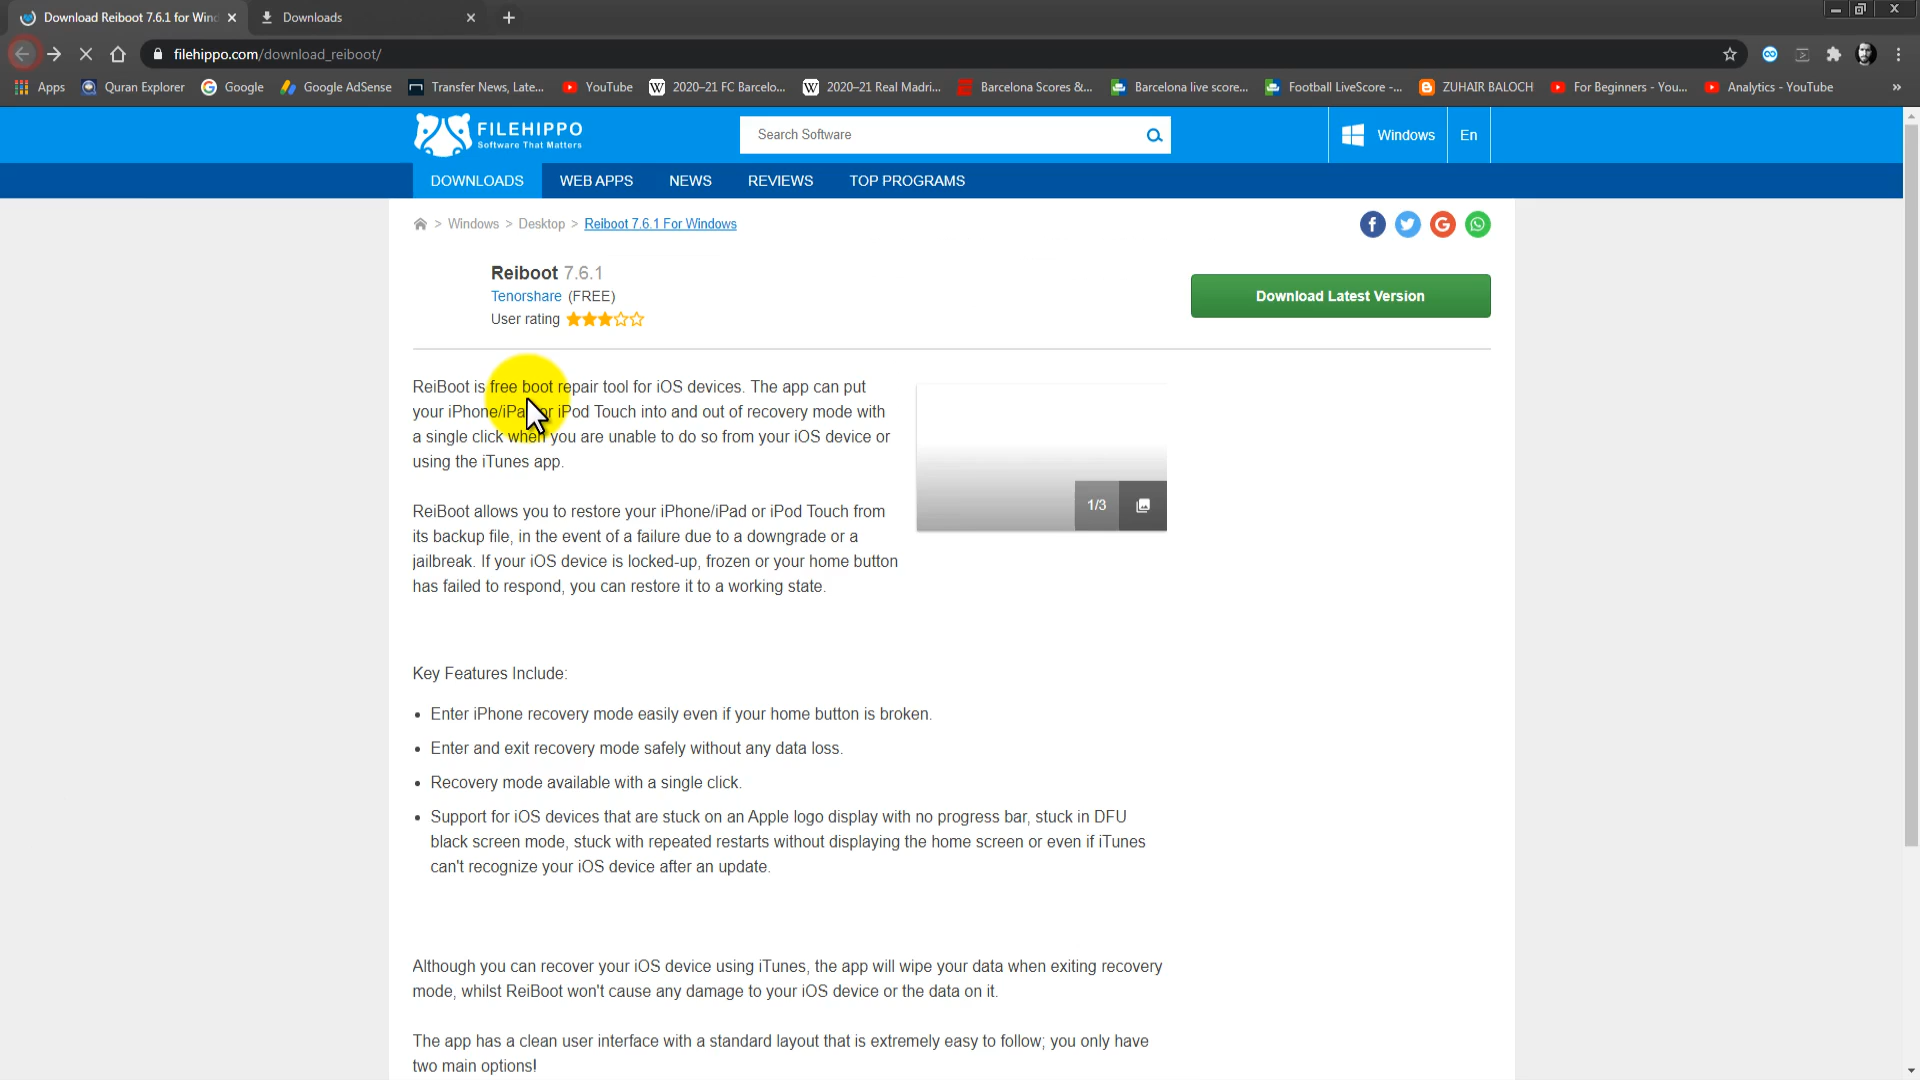 Download Reiboot 7.6.1 for Wind
Downloads
filehippo.com/download_reiboot/
Apps
Quran Explorer
Google
Google AdSense
Transfer News, Late...
YouTube
2020–21 FC Barcelo...
2020–21 Real Madri...
Barcelona Scores &...
Barcelona live score...
Football LiveScore -...
ZUHAIR BALOCH
For Beginners - You...
Analytics - YouTube
»
FILEHIPPO
Software That Matters
Search Software
Windows
En
DOWNLOADS
WEB APPS
NEWS
REVIEWS
TOP PROGRAMS
> Windows > Desktop > Reiboot 7.6.1 For Windows
Reiboot 7.6.1
Tenorshare (FREE)
User rating
Download Latest Version
ReiBoot is free boot repair tool for iOS devices. The app can put
your iPhone/iPad or iPod Touch into and out of recovery mode with
a single click when you are unable to do so from your iOS device or
using the iTunes app.
1/3
ReiBoot allows you to restore your iPhone/iPad or iPod Touch from
its backup file, in the event of a failure due to a downgrade or a
jailbreak. If your iOS device is locked-up, frozen or your home button
has failed to respond, you can restore it to a working state.
Key Features Include:
• Enter iPhone recovery mode easily even if your home button is broken.
• Enter and exit recovery mode safely without any data loss.
• Recovery mode available with a single click.
• Support for iOS devices that are stuck on an Apple logo display with no progress bar, stuck in DFU
black screen mode, stuck with repeated restarts without displaying the home screen or even if iTunes
can't recognize your iOS device after an update.
Although you can recover your iOS device using iTunes, the app will wipe your data when exiting recovery
mode, whilst ReiBoot won't cause any damage to your iOS device or the data on it.
The app has a clean user interface with a standard layout that is extremely easy to follow; you only have
two main options!